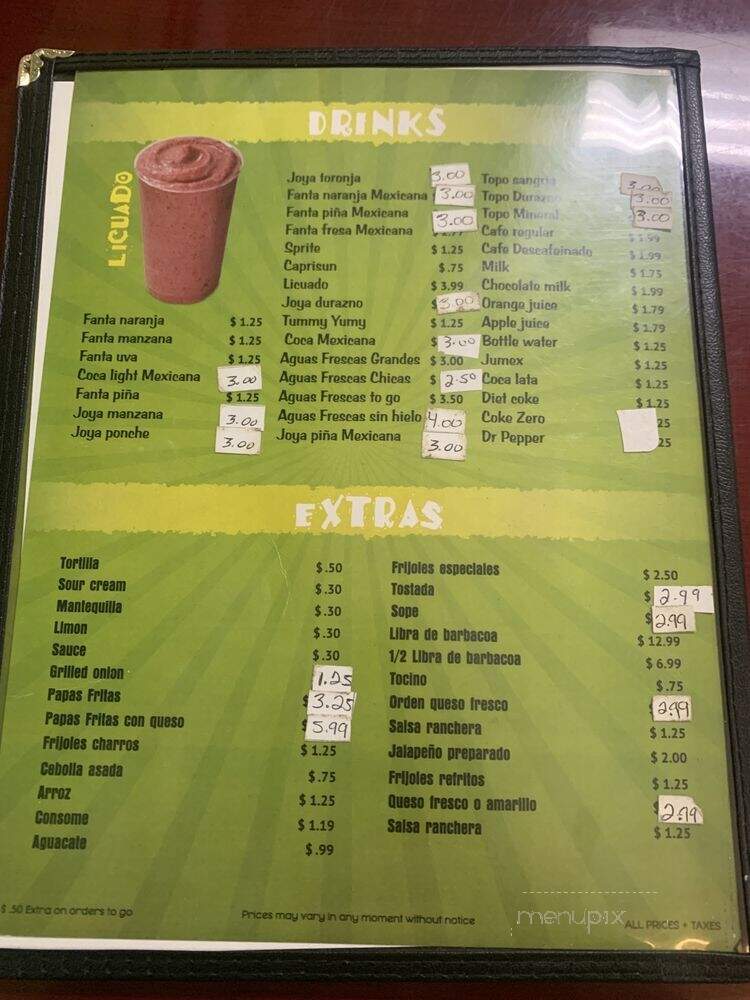 DRINKS
LICUADO
Fanta naranja $ 1.25
Fanta manzana $ 1.25
Fanta uva $ 1.25
Coca light Mexicana 3.00
Fanta piña $ 1.25
Joya manzana 3.00
Joya ponche 3.00
Joya toronja 3.00
Fanta naranja Mexicana 3.00
Fanta piña Mexicana 3.00
Fanta fresa Mexicana
Sprite $ 1.25
Caprisun $ .75
Licuado $ 3.99
Joya durazno $ 3.00
Tummy Yumy $ 1.25
Coca Mexicana $ 3.00
Aguas Frescas Grandes $ 3.00
Aguas Frescas Chicas $ 2.50
Aguas Frescas to go $ 3.50
Aguas Frescas sin hielo 4.00
Joya piña Mexicana 3.00
Topo sangria 3.00
Topo Durazno 3.00
Topo Mineral 3.00
Cafe regular $ 1.99
Cafe Descafeinado $ 1.99
Milk $ 1.75
Chocolate milk $ 1.99
Orange juice $ 1.79
Apple juice $ 1.79
Bottle water $ 1.25
Jumex $ 1.25
Coca lata $ 1.25
Diet coke $ 1.25
Coke Zero 25
Dr Pepper 25
EXTRAS
Tortilla $ .50
Sour cream $ .30
Mantequilla $ .30
Limon $ .30
Sauce $ .30
Grilled onion 1.25
Papas Fritas $ 3.25
Papas Fritas con queso 5.99
Frijoles charros $ 1.25
Cebolla asada $ .75
Arroz $ 1.25
Consome $ 1.19
Aguacate $ .99
Frijoles especiales $ 2.50
Tostada $ 2.99
Sope $ 2.99
Libra de barbacoa $ 12.99
1/2 Libra de barbacoa $ 6.99
Tocino $ .75
Orden queso fresco 2.99
Salsa ranchera $ 1.25
Jalapeño preparado $ 2.00
Frijoles refritos $ 1.25
Queso fresco o amarillo $ 2.99
Salsa ranchera $ 1.25
$ .50 Extra on orders to go
Prices may vary in any moment without notice
menupix
ALL PRICES + TAXES